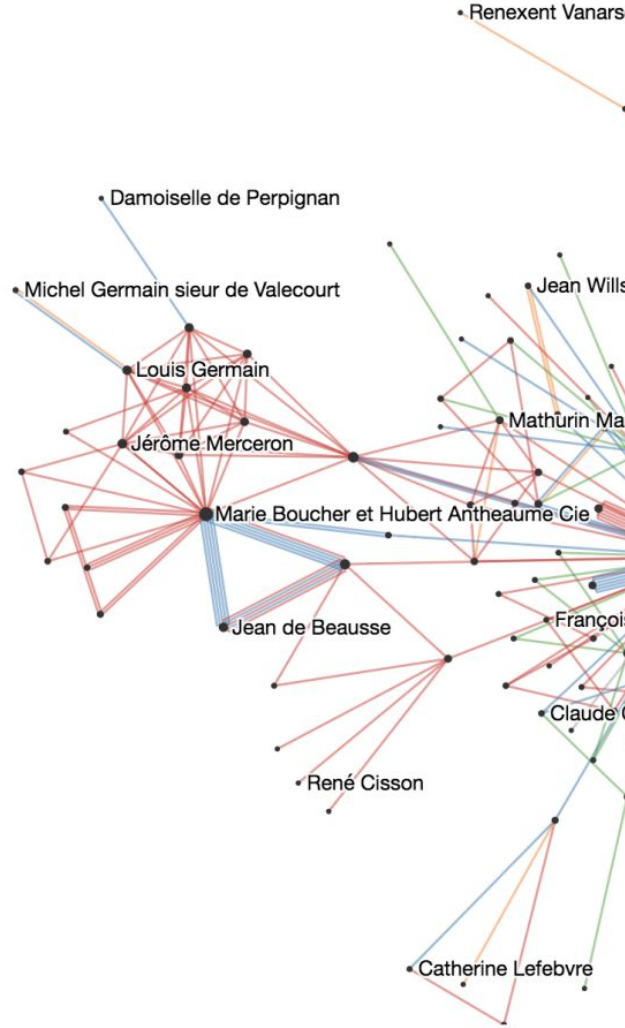 Renexent Vanars
Damoiselle de Perpignan
Michel Germain sieur de Valecourt
Jean Wills
Louis Germain
Mathurin Ma
Jérôme Merceron
Marie Boucher et Hubert Antheaume Cie
François
Jean de Beausse
Claude
René Cisson
Catherine Lefebvre